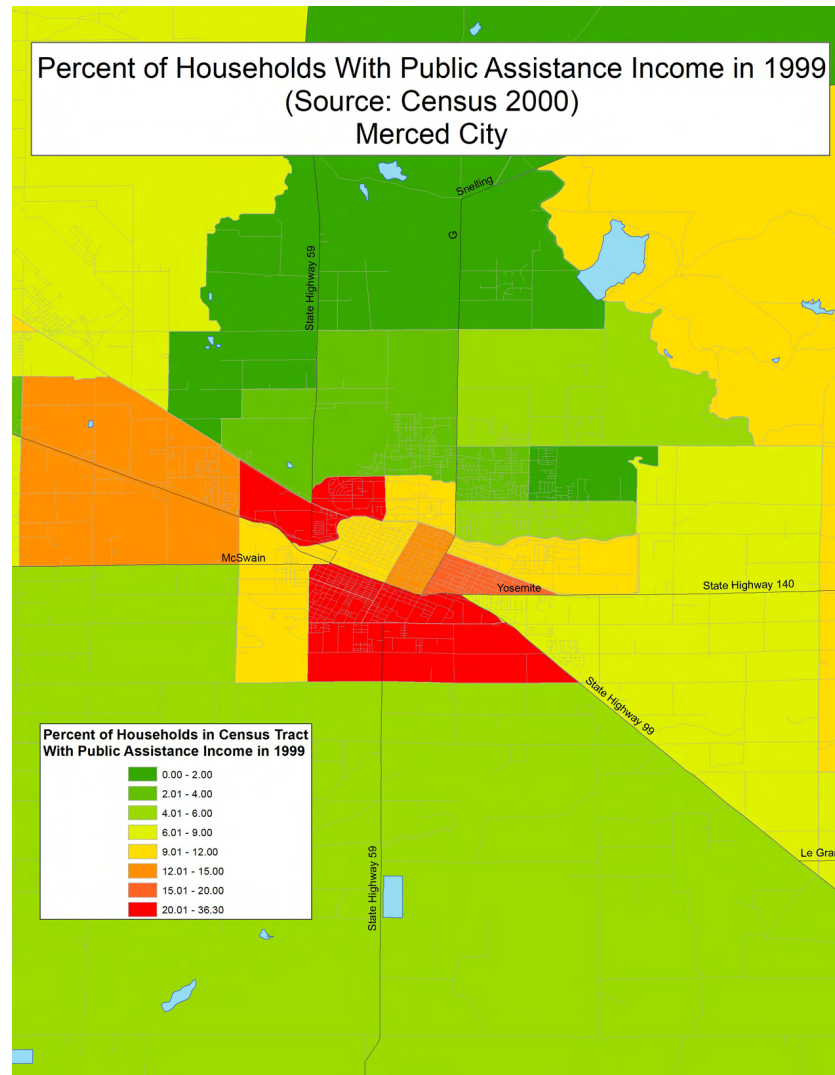 Percent of Households With Public Assistance Income in 1999
(Source: Census 2000)
Merced City
Snelling
G
State Highway 59
McSwain
Yosemite
State Highway 140
State Highway 99
Percent of Households in Census Tract
With Public Assistance Income in 1999
0.00 - 2.00
2.01 - 4.00
4.01 - 6.00
6.01 - 9.00
9.01 - 12.00
12.01 - 15.00
15.01 - 20.00
20.01 - 36.30
Le Gran
State Highway 59